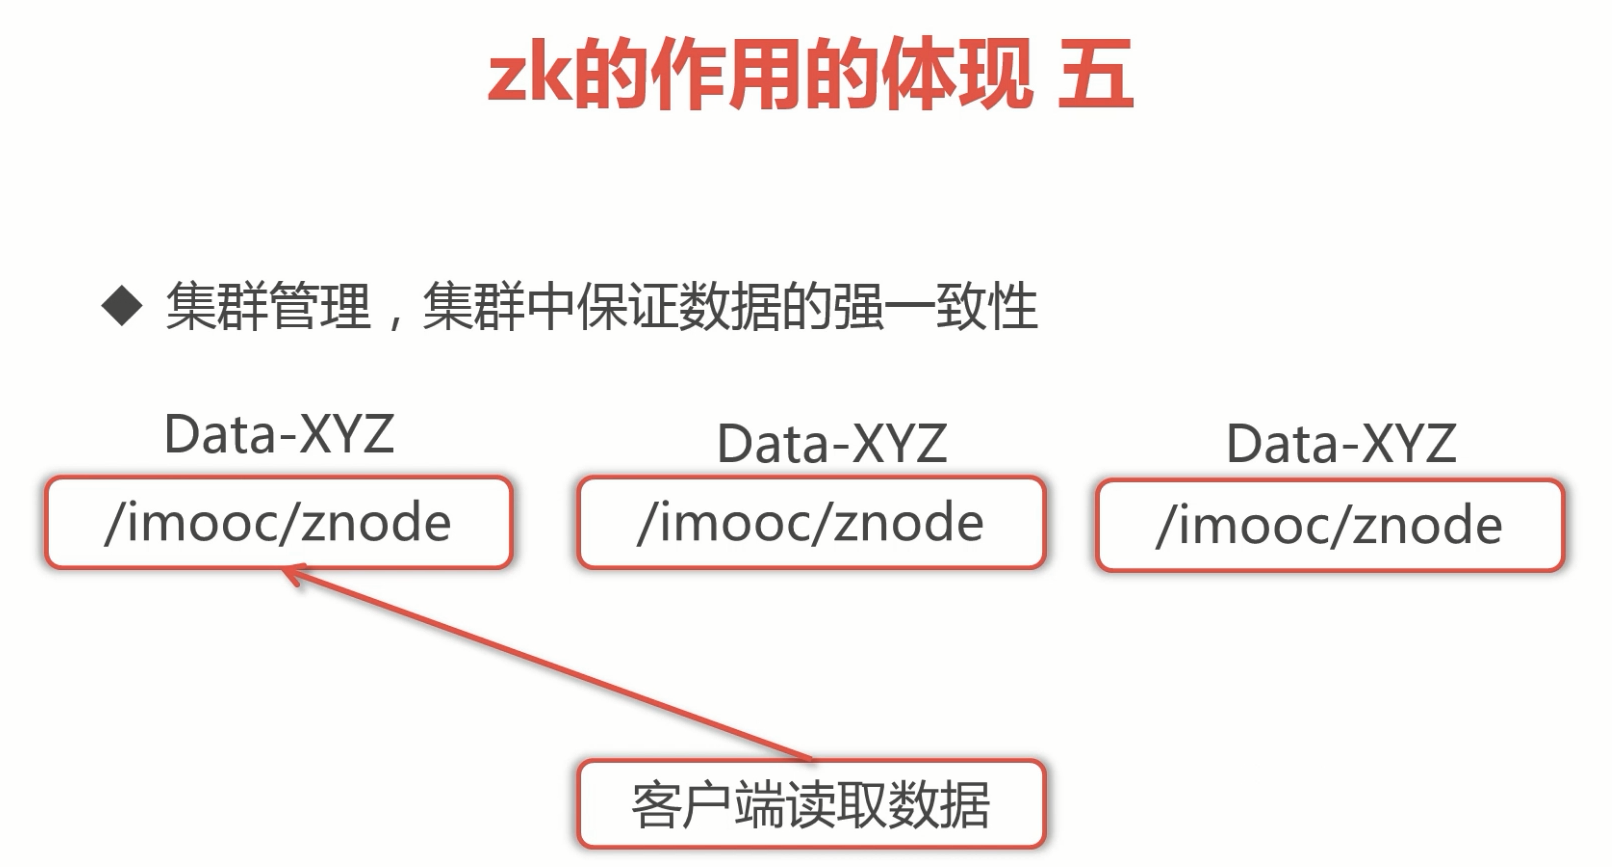 zk的作用的体现 五
◆ 集群管理，集群中保证数据的强一致性
Data-XYZ Data-XYZ Data-XYZ
/imooc/znode /imooc/znode /imooc/znode
客户端读取数据